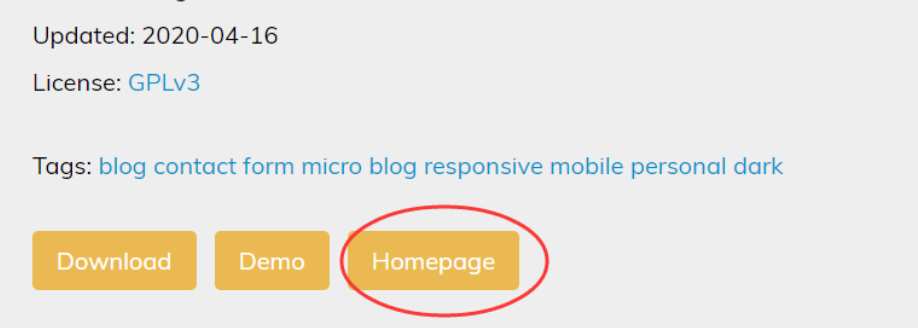 Updated: 2020-04-16
License: GPLv3
Tags: blog contact form micro blog responsive mobile personal dark
Download Demo Homepage